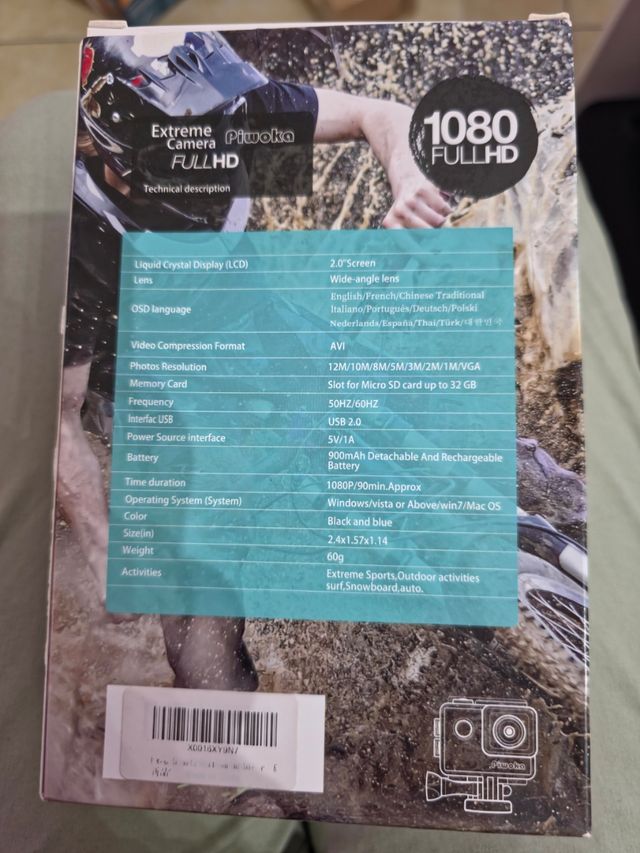 Extreme
Camera Piwoka
FULLHD
Technical description
1080
FULLHD
Liquid Crystal Display (LCD) 2.0"Screen
Lens Wide-angle lens
OSD language English/French/Chinese Traditional
Italiano/Português/Deutsch/Polski
Nederlands/España/Thai/Türk/대한민국
Video Compression Format AVI
Photos Resolution 12M/10M/8M/5M/3M/2M/1M/VGA
Memory Card Slot for Micro SD card up to 32 GB
Frequency 50HZ/60HZ
Interfac USB USB 2.0
Power Source interface 5V/1A
Battery 900mAh Detachable And Rechargeable
Battery
Time duration 1080P/90min.Approx
Operating System (System) Windows/vista or Above/win7/Mac OS
Color Black and blue
Size(in) 2.4x1.57x1.14
Weight 60g
Activities Extreme Sports,Outdoor activities
surf,Snowboard,auto.
X0016XY9N7
Piwoka